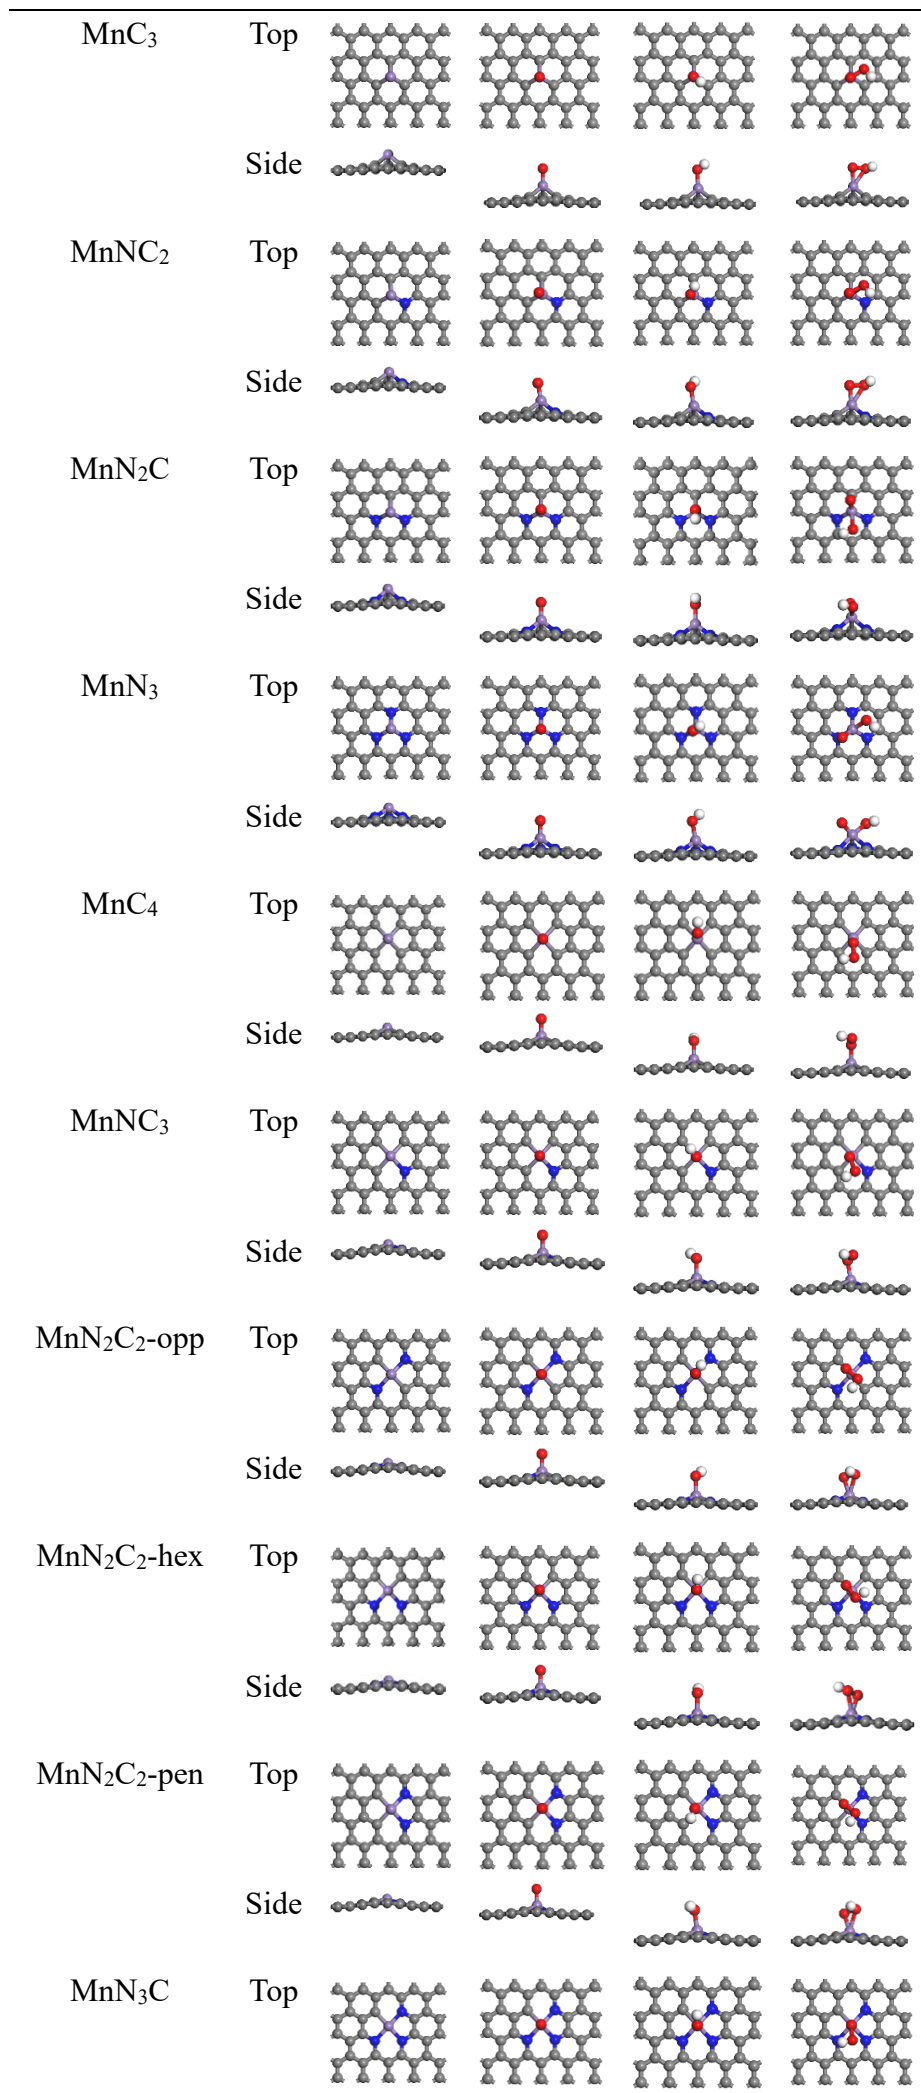 MnC₃ Top
Side
MnNC₂ Top
Side
MnN₂C Top
Side
MnN₃ Top
Side
MnC₄ Top
Side
MnNC₃ Top
Side
MnN₂C₂-opp Top
Side
MnN₂C₂-hex Top
Side
MnN₂C₂-pen Top
Side
MnN₃C Top